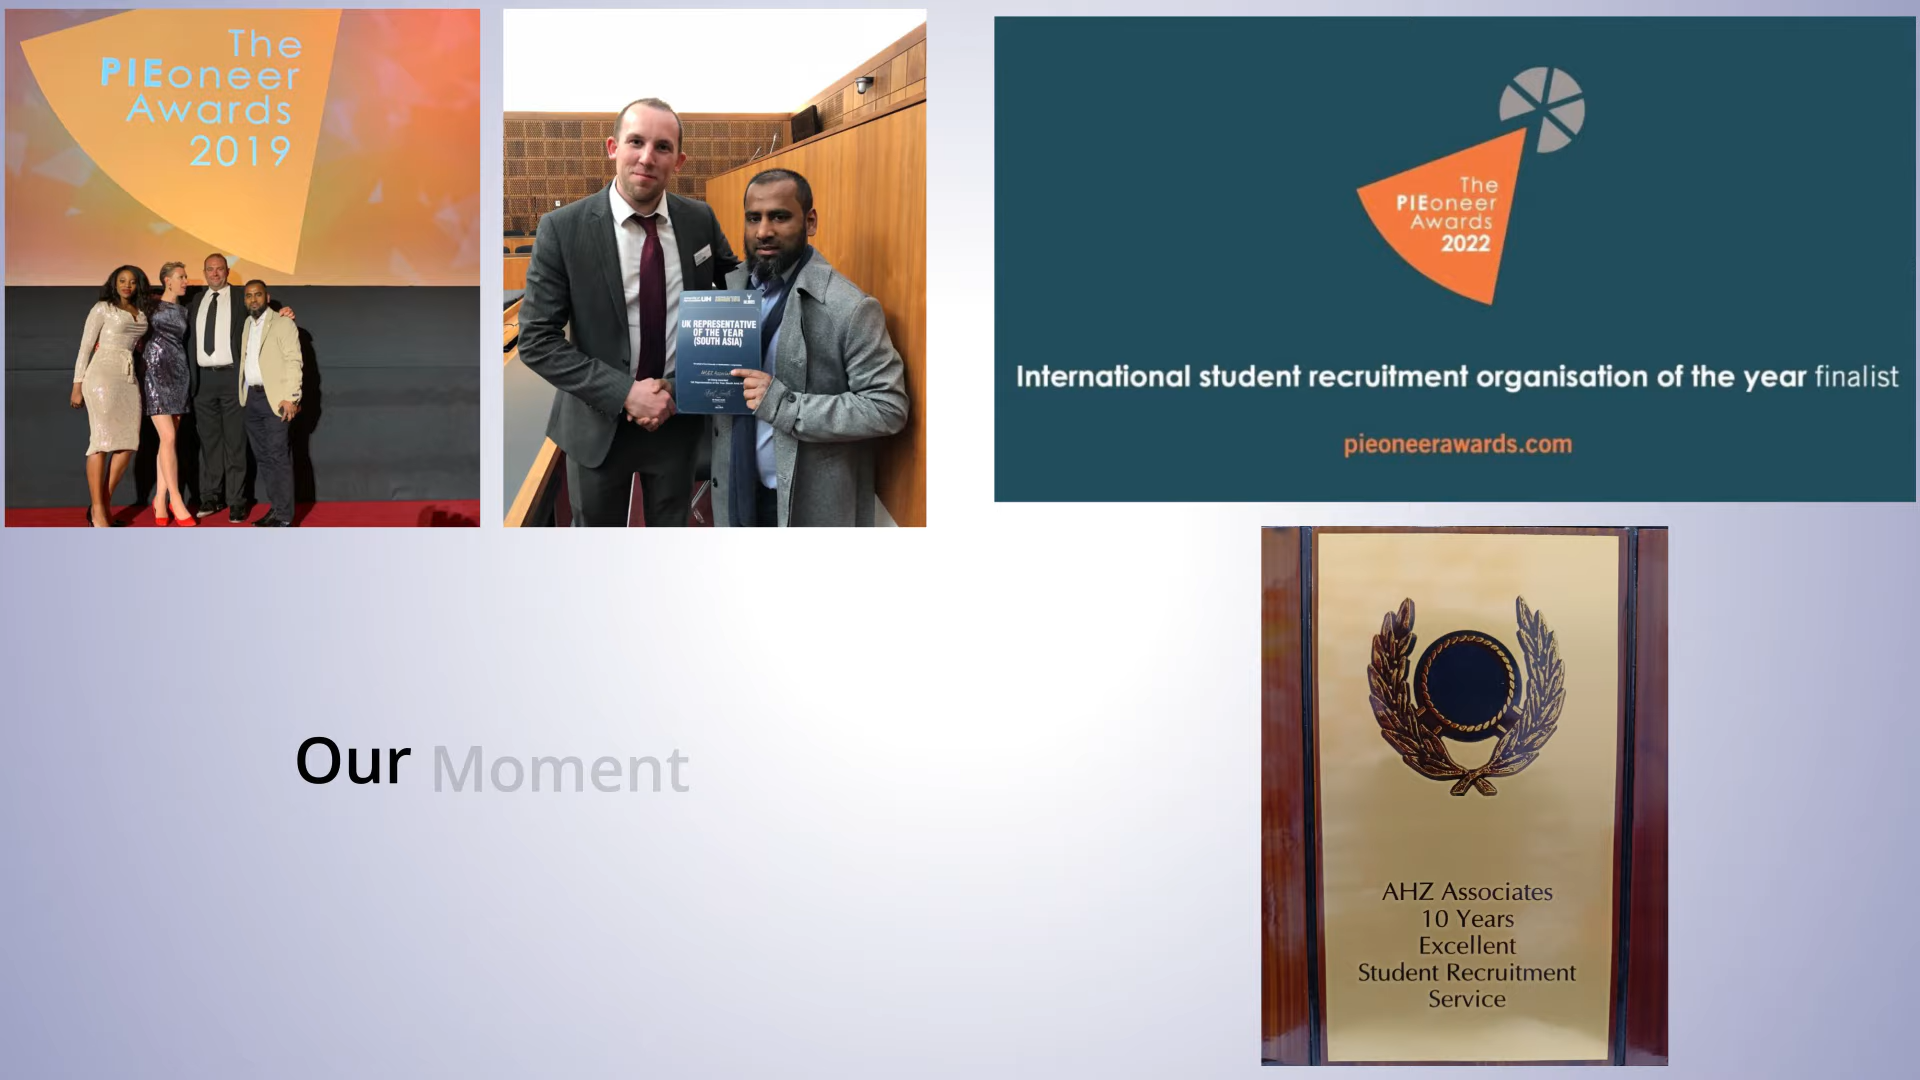 The
PIEoneer
Awards
2019
UK REPRESENTATIVE
OF THE YEAR
(SOUTH ASIA)
The
PIEoneer
Awards
2022
International student recruitment organisation of the year finalist
pieoneerawards.com
Our Moment
AHZ Associates
10 Years
Excellent
Student Recruitment
Service